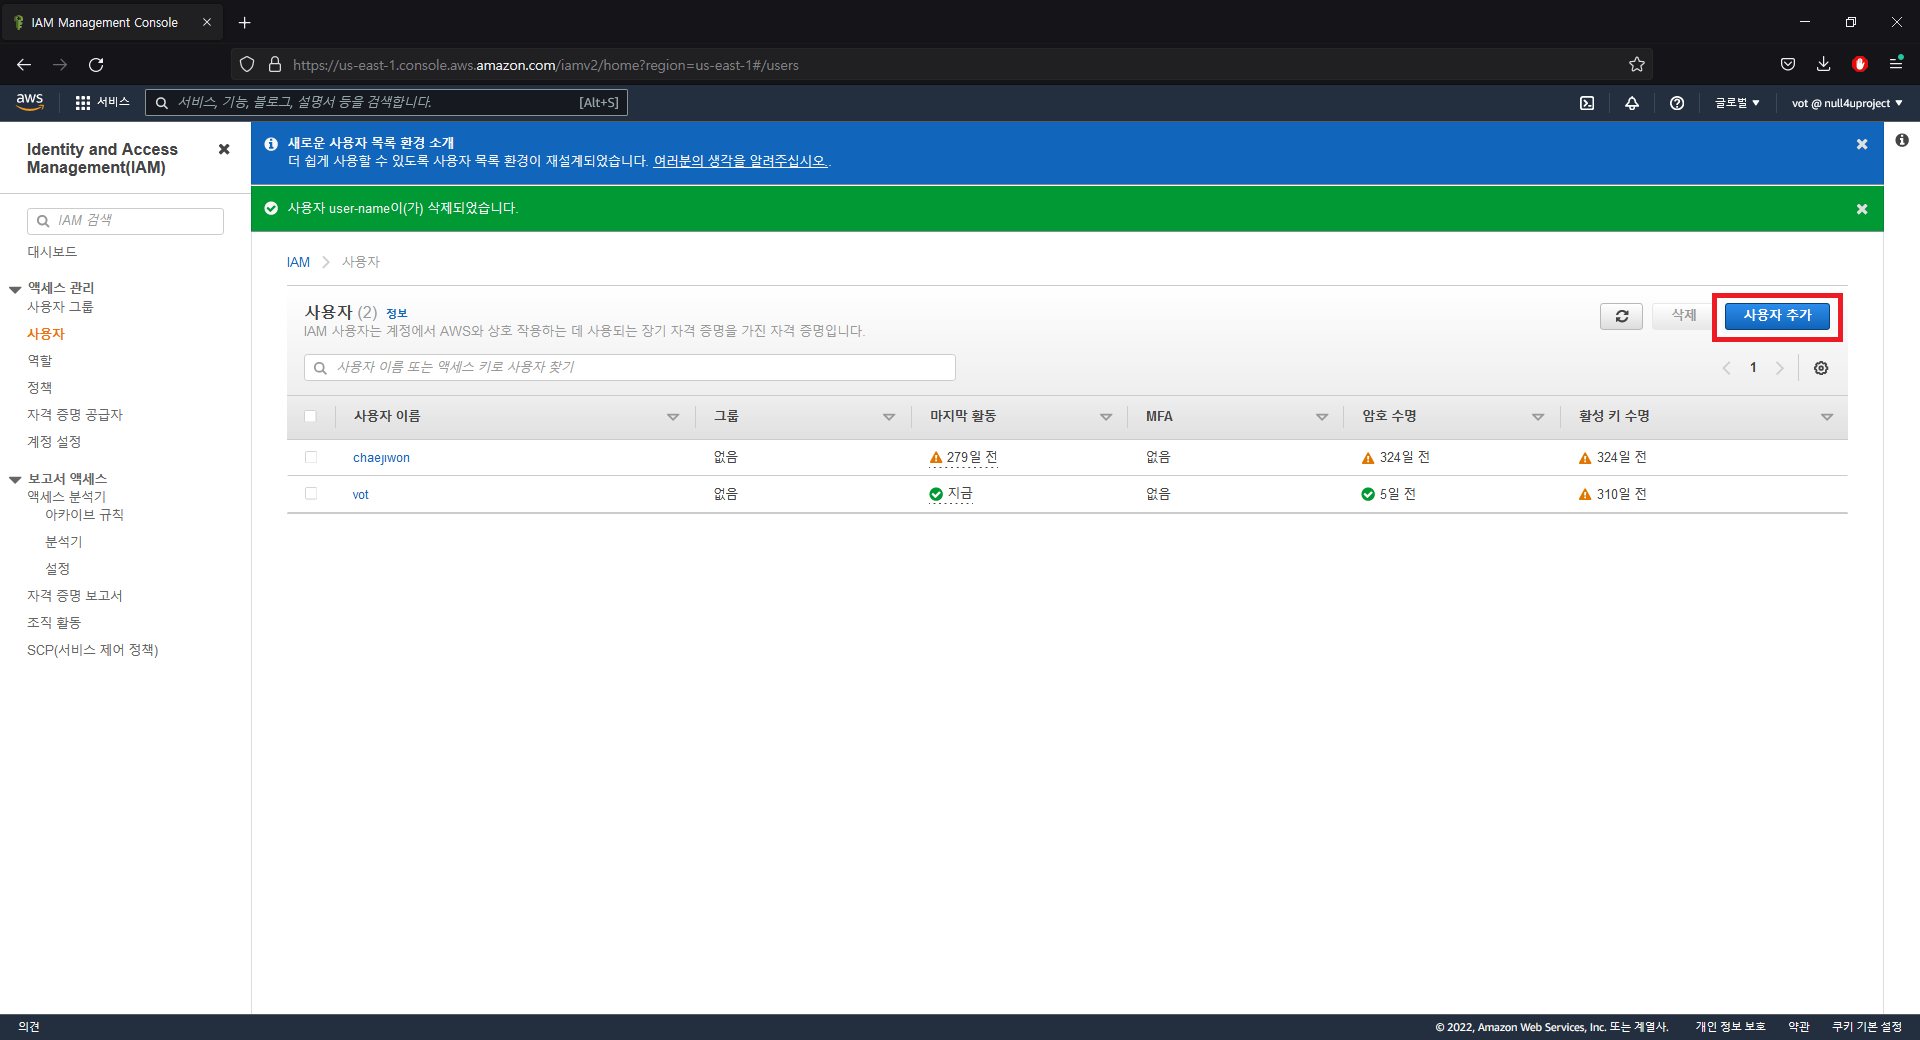 IAM Management Console
https://us-east-1.console.aws.amazon.com/iamv2/home?region=us-east-1#/users
aws
서비스
서비스, 기능, 블로그, 설명서 등을 검색합니다.
[Alt+S]
글로벌
vot @ null4uproject
Identity and Access
Management(IAM)
IAM 검색
대시보드
액세스 관리
사용자 그룹
사용자
역할
정책
자격 증명 공급자
계정 설정
보고서 액세스
액세스 분석기
아카이브 규칙
분석기
설정
자격 증명 보고서
조직 활동
SCP(서비스 제어 정책)
새로운 사용자 목록 환경 소개
더 쉽게 사용할 수 있도록 사용자 목록 환경이 재설계되었습니다. 여러분의 생각을 알려주십시오..
사용자 user-name이(가) 삭제되었습니다.
IAM > 사용자
사용자 (2) 정보
IAM 사용자는 계정에서 AWS와 상호 작용하는 데 사용되는 장기 자격 증명을 가진 자격 증명입니다.
삭제
사용자 추가
사용자 이름 또는 액세스 키로 사용자 찾기
1
사용자 이름 그룹 마지막 활동 MFA 암호 수명 활성 키 수명
chaejiwon 없음 279일 전 없음 324일 전 324일 전
vot 없음 지금 없음 5일 전 310일 전
의견
© 2022, Amazon Web Services, Inc. 또는 계열사. 개인 정보 보호 약관 쿠키 기본 설정